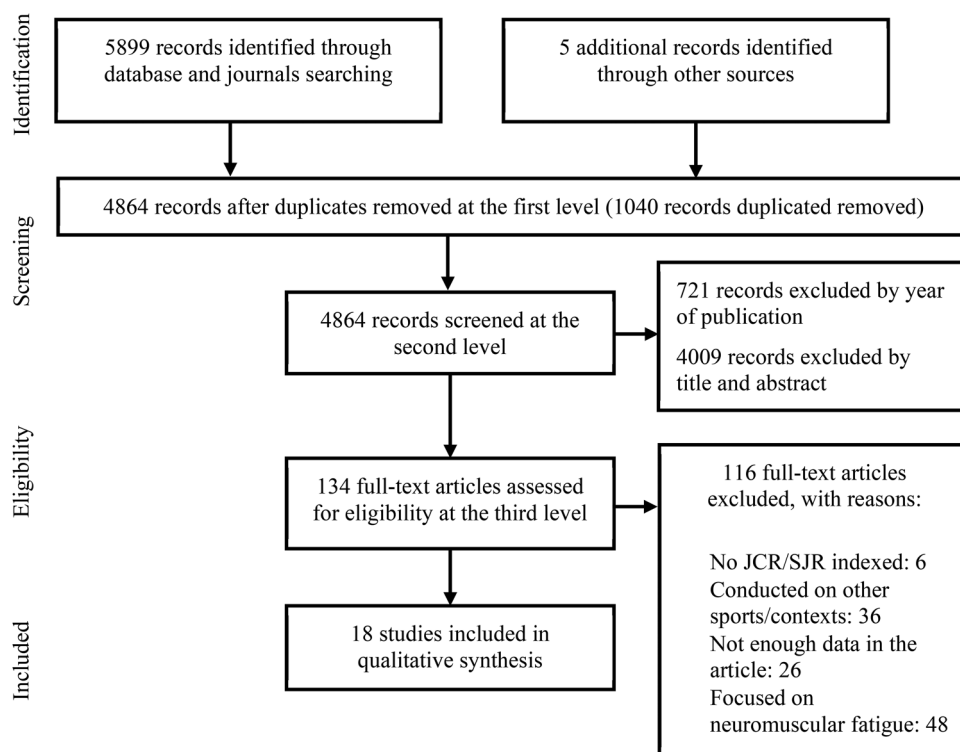 Identification
5899 records identified through
database and journals searching
5 additional records identified
through other sources
Screening
4864 records after duplicates removed at the first level (1040 records duplicated removed)
4864 records screened at the
second level
721 records excluded by year
of publication
4009 records excluded by
title and abstract
Eligibility
134 full-text articles assessed
for eligibility at the third level
116 full-text articles
excluded, with reasons:
No JCR/SJR indexed: 6
Conducted on other
sports/contexts: 36
Not enough data in the
article: 26
Focused on
neuromuscular fatigue: 48
Included
18 studies included in
qualitative synthesis